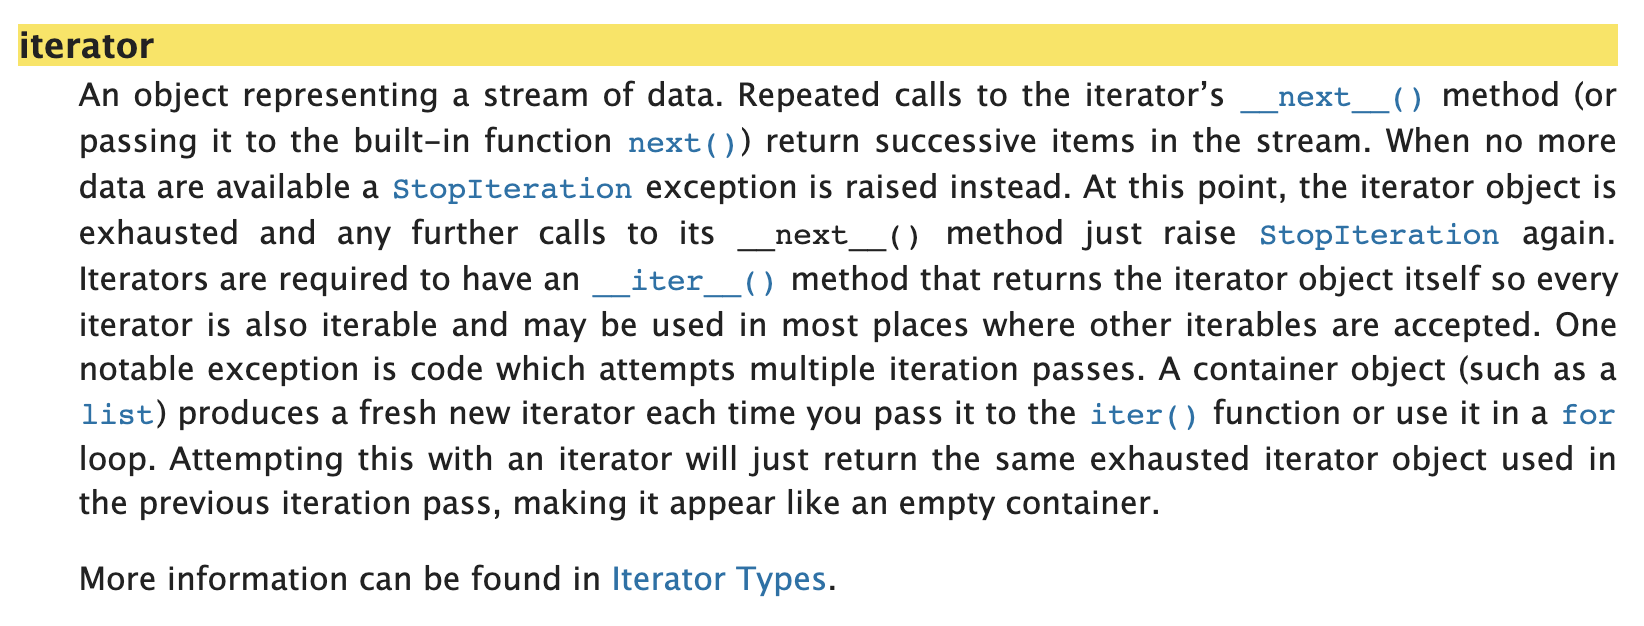 iterator
An object representing a stream of data. Repeated calls to the iterator’s __next__() method (or
passing it to the built-in function next()) return successive items in the stream. When no more
data are available a StopIteration exception is raised instead. At this point, the iterator object is
exhausted and any further calls to its __next__() method just raise StopIteration again.
Iterators are required to have an __iter__() method that returns the iterator object itself so every
iterator is also iterable and may be used in most places where other iterables are accepted. One
notable exception is code which attempts multiple iteration passes. A container object (such as a
list) produces a fresh new iterator each time you pass it to the iter() function or use it in a for
loop. Attempting this with an iterator will just return the same exhausted iterator object used in
the previous iteration pass, making it appear like an empty container.
More information can be found in Iterator Types.